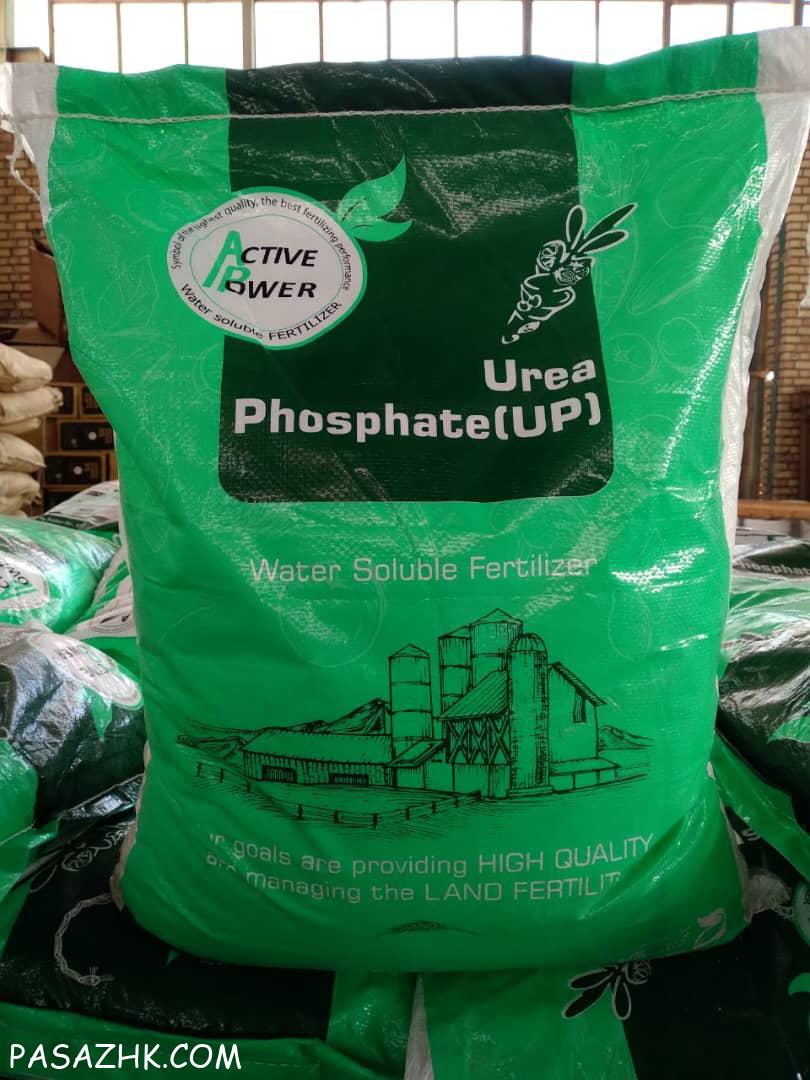 Symbol of the highest quality, the best fertilizing performance
ACTIVE
POWER
Water soluble FERTILIZER
Urea
Phosphate(UP)
Water Soluble Fertilizer
goals are providing HIGH QUALITY
managing the LAND
PASAZHK.COM